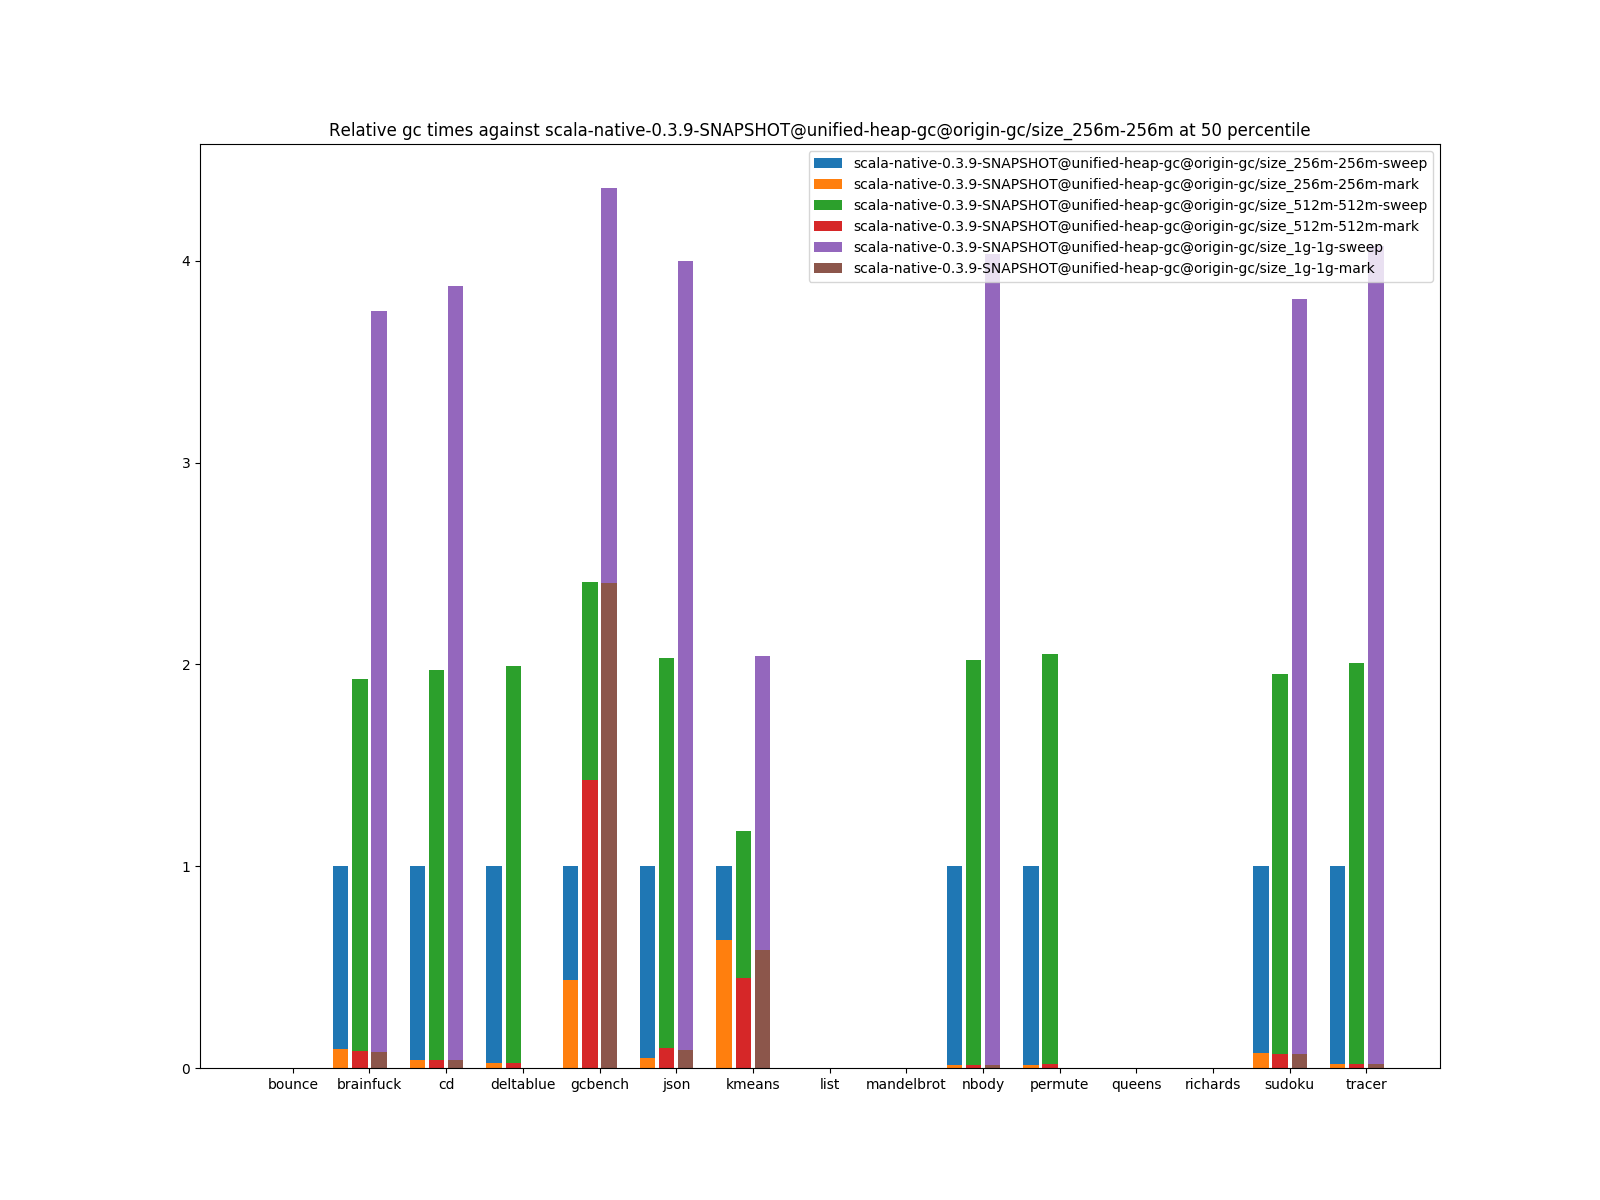 Relative gc times against scala-native-0.3.9-SNAPSHOT@unified-heap-gc@origin-gc/size_256m-256m at 50 percentile
scala-native-0.3.9-SNAPSHOT@unified-heap-gc@origin-gc/size_256m-256m-sweep
scala-native-0.3.9-SNAPSHOT@unified-heap-gc@origin-gc/size_256m-256m-mark
scala-native-0.3.9-SNAPSHOT@unified-heap-gc@origin-gc/size_512m-512m-sweep
scala-native-0.3.9-SNAPSHOT@unified-heap-gc@origin-gc/size_512m-512m-mark
scala-native-0.3.9-SNAPSHOT@unified-heap-gc@origin-gc/size_1g-1g-sweep
scala-native-0.3.9-SNAPSHOT@unified-heap-gc@origin-gc/size_1g-1g-mark
4
3
2
1
0
bounce brainfuck cd deltablue gcbench json kmeans list mandelbrot nbody permute queens richards sudoku tracer